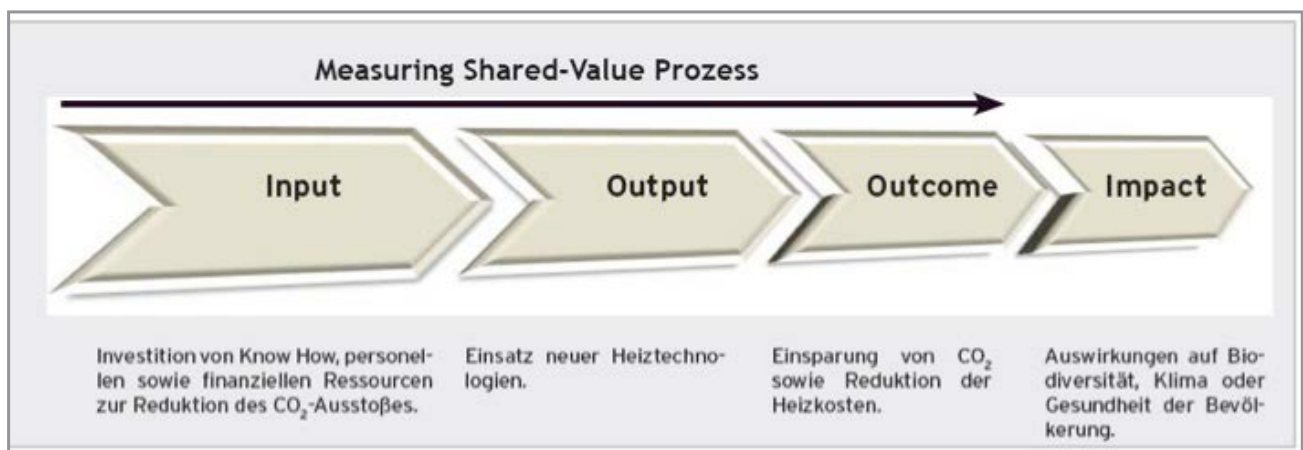 Measuring Shared-Value Prozess
Input
Output
Outcome
Impact
Investition von Know How, personel-
len sowie finanziellen Ressourcen
zur Reduktion des CO₂-Ausstoßes.
Einsatz neuer Heiztechno-
logien.
Einsparung von CO₂
sowie Reduktion der
Heizkosten.
Auswirkungen auf Bio-
diversität, Klima oder
Gesundheit der Bevöl-
kerung.